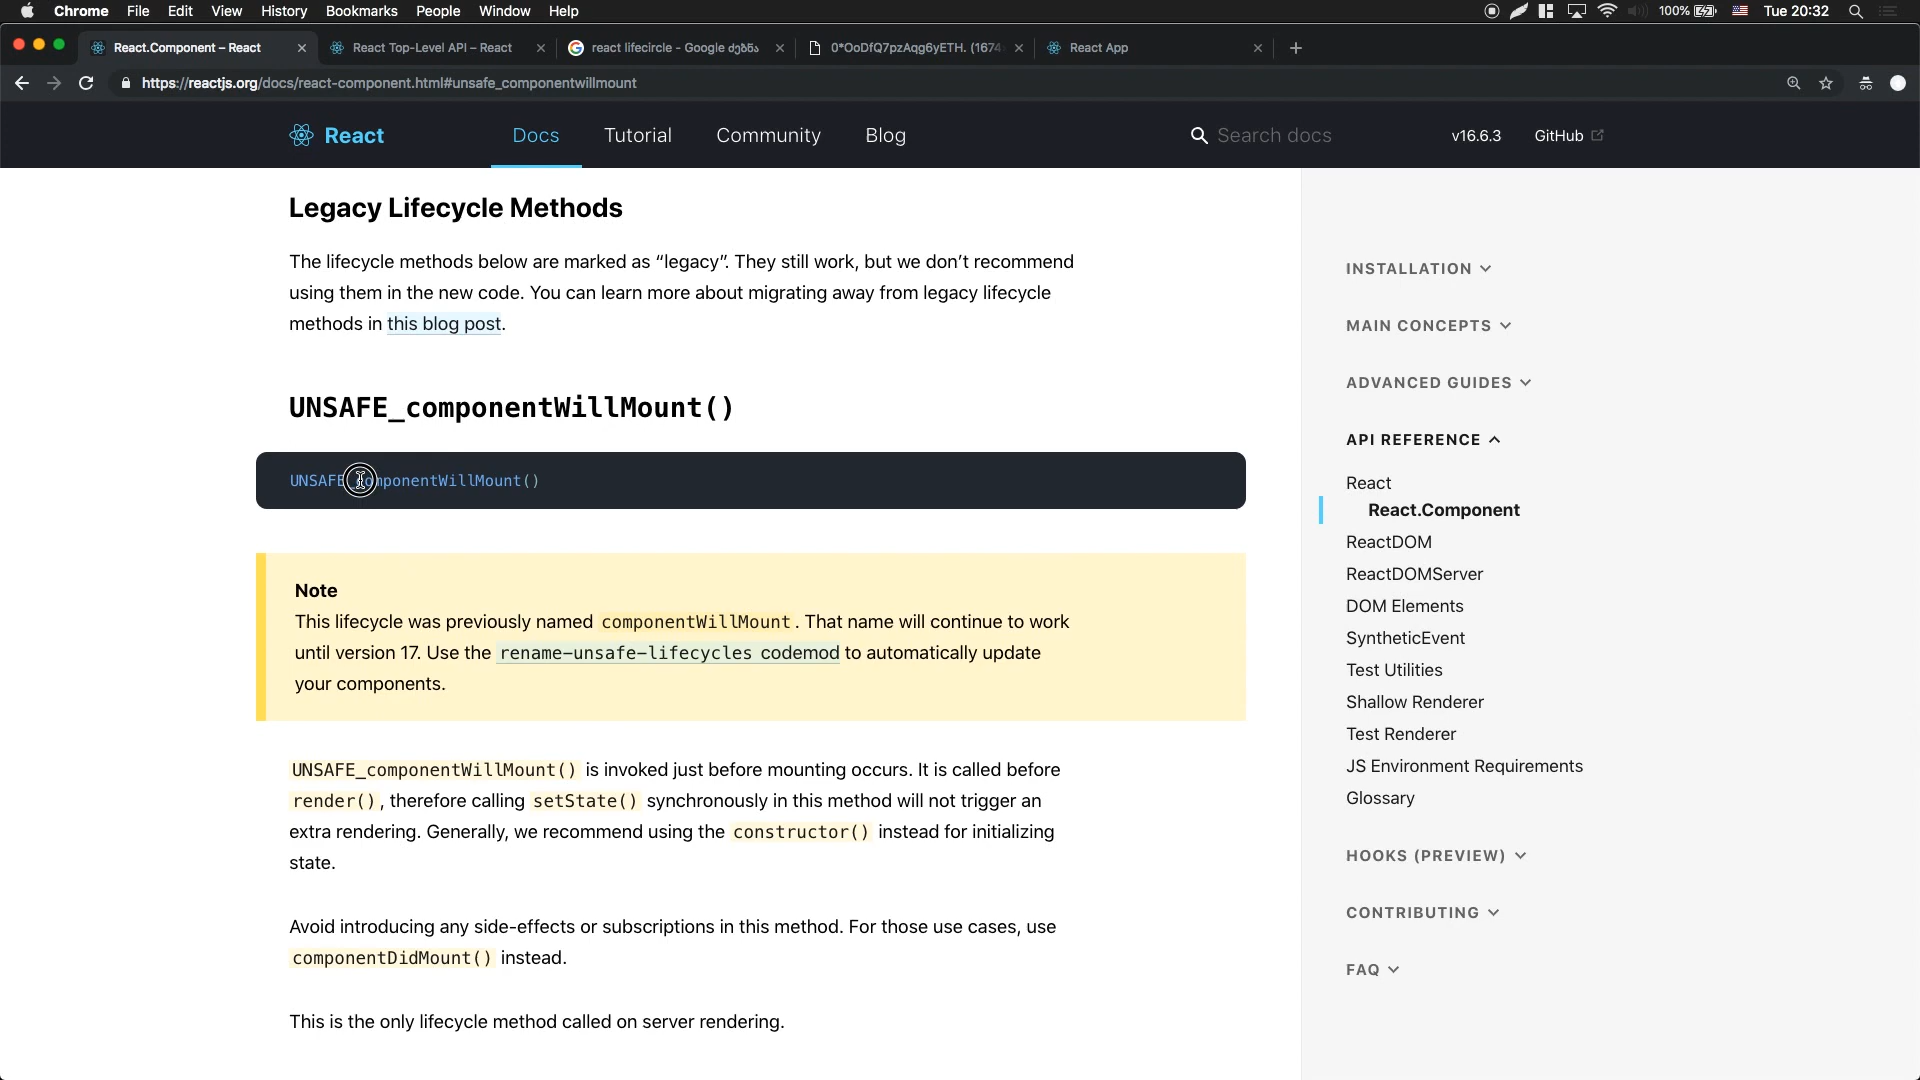 Chrome File Edit View History Bookmarks People Window Help 100% Tue 20:32
React.Component – React
React Top-Level API – React
react lifecircle - Google ძებნა
0*OoDfQ7pzAqg6yETH. (1674
React App
https://reactjs.org/docs/react-component.html#unsafe_componentwillmount
React Docs Tutorial Community Blog Search docs v16.6.3 GitHub
Legacy Lifecycle Methods
The lifecycle methods below are marked as “legacy”. They still work, but we don’t recommend
using them in the new code. You can learn more about migrating away from legacy lifecycle
methods in this blog post.
UNSAFE_componentWillMount()
UNSAFE_componentWillMount()
Note
This lifecycle was previously named componentWillMount. That name will continue to work
until version 17. Use the rename-unsafe-lifecycles codemod to automatically update
your components.
UNSAFE_componentWillMount() is invoked just before mounting occurs. It is called before
render(), therefore calling setState() synchronously in this method will not trigger an
extra rendering. Generally, we recommend using the constructor() instead for initializing
state.
Avoid introducing any side-effects or subscriptions in this method. For those use cases, use
componentDidMount() instead.
This is the only lifecycle method called on server rendering.
INSTALLATION
MAIN CONCEPTS
ADVANCED GUIDES
API REFERENCE
React
React.Component
ReactDOM
ReactDOMServer
DOM Elements
SyntheticEvent
Test Utilities
Shallow Renderer
Test Renderer
JS Environment Requirements
Glossary
HOOKS (PREVIEW)
CONTRIBUTING
FAQ